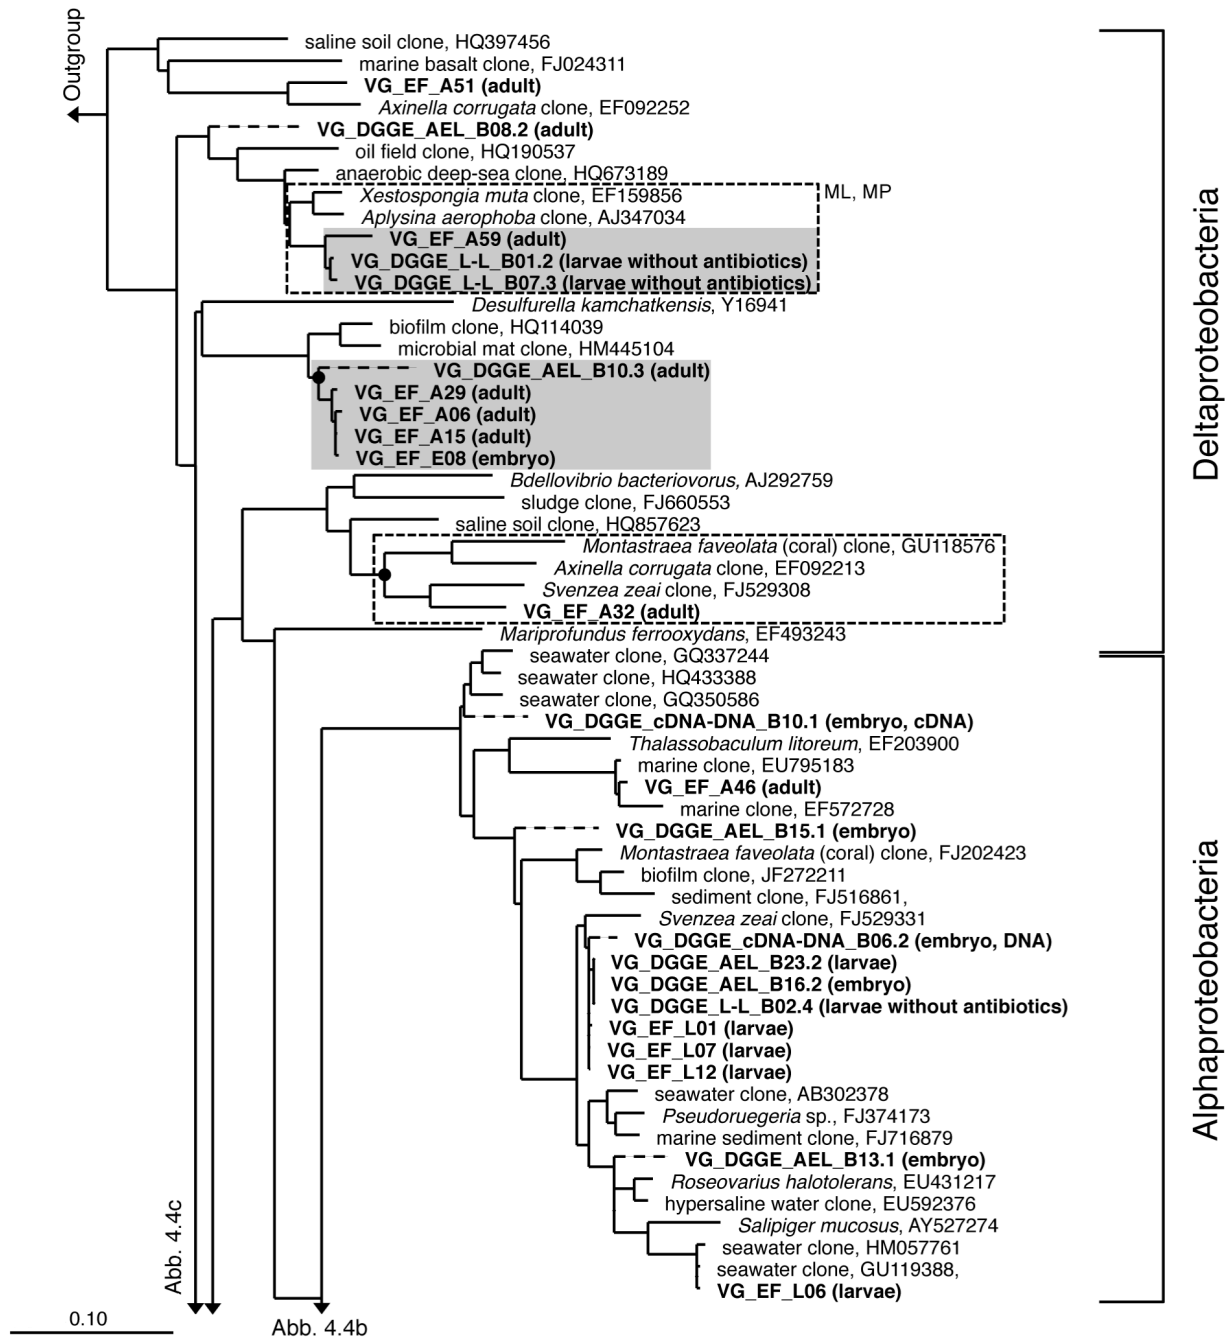 Outgroup
saline soil clone, HQ397456
marine basalt clone, FJ024311
VG_EF_A51 (adult)
Axinella corrugata clone, EF092252
VG_DGGE_AEL_B08.2 (adult)
oil field clone, HQ190537
anaerobic deep-sea clone, HQ673189
Xestospongia muta clone, EF159856
ML, MP
Aplysina aerophoba clone, AJ347034
VG_EF_A59 (adult)
VG_DGGE_L-L_B01.2 (larvae without antibiotics)
VG_DGGE_L-L_B07.3 (larvae without antibiotics)
Desulfurella kamchatkensis, Y16941
biofilm clone, HQ114039
microbial mat clone, HM445104
VG_DGGE_AEL_B10.3 (adult)
VG_EF_A29 (adult)
VG_EF_A06 (adult)
VG_EF_A15 (adult)
VG_EF_E08 (embryo)
Bdellovibrio bacteriovorus, AJ292759
sludge clone, FJ660553
saline soil clone, HQ857623
Montastraea faveolata (coral) clone, GU118576
Axinella corrugata clone, EF092213
Svenzea zeai clone, FJ529308
VG_EF_A32 (adult)
Mariprofundus ferrooxydans, EF493243
Deltaproteobacteria
seawater clone, GQ337244
seawater clone, HQ433388
seawater clone, GQ350586
VG_DGGE_cDNA-DNA_B10.1 (embryo, cDNA)
Thalassobaculum litoreum, EF203900
marine clone, EU795183
VG_EF_A46 (adult)
marine clone, EF572728
VG_DGGE_AEL_B15.1 (embryo)
Montastraea faveolata (coral) clone, FJ202423
biofilm clone, JF272211
sediment clone, FJ516861,
Svenzea zeai clone, FJ529331
VG_DGGE_cDNA-DNA_B06.2 (embryo, DNA)
VG_DGGE_AEL_B23.2 (larvae)
VG_DGGE_AEL_B16.2 (embryo)
VG_DGGE_L-L_B02.4 (larvae without antibiotics)
VG_EF_L01 (larvae)
VG_EF_L07 (larvae)
VG_EF_L12 (larvae)
seawater clone, AB302378
Pseudoruegeria sp., FJ374173
marine sediment clone, FJ716879
VG_DGGE_AEL_B13.1 (embryo)
Roseovarius halotolerans, EU431217
hypersaline water clone, EU592376
Salipiger mucosus, AY527274
seawater clone, HM057761
seawater clone, GU119388,
VG_EF_L06 (larvae)
Alphaproteobacteria
Abb. 4.4c
0.10
Abb. 4.4b